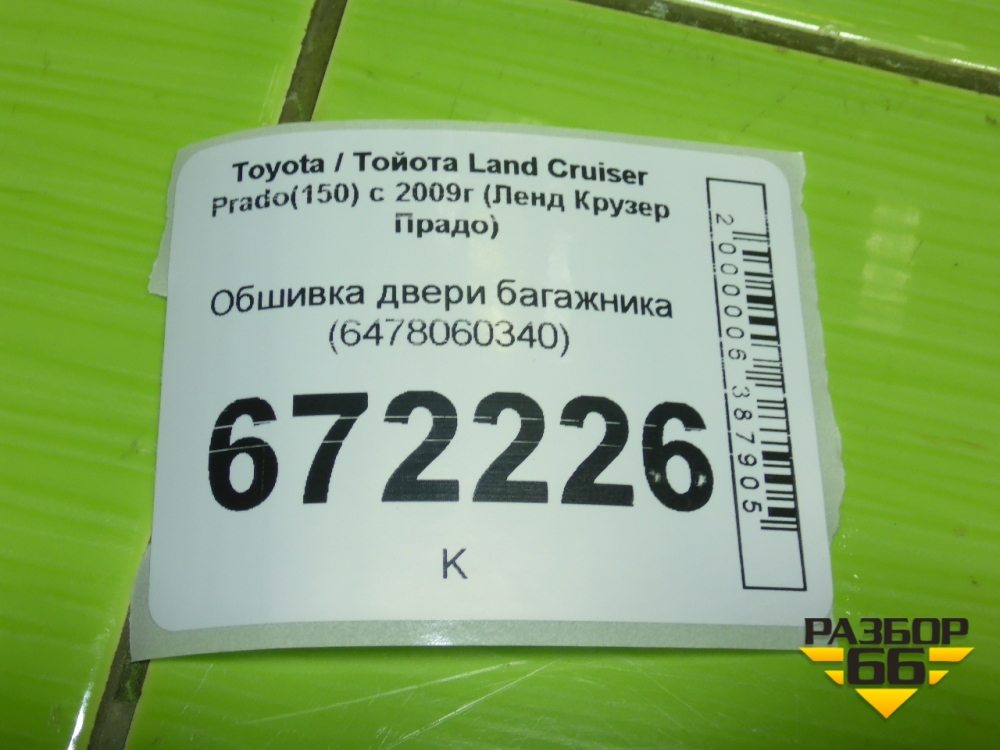 Toyota / Тойота Land Cruiser
Prado(150) с 2009г (Ленд Крузер
Прадо)
Обшивка двери багажника
(6478060340)
672226
К
2000006387905
РАЗБОР
66